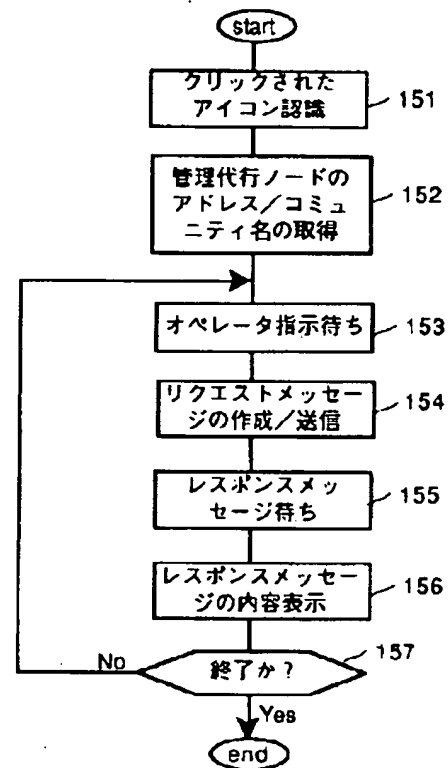 start
クリックされた
アイコン認識
151
管理代行ノードの
アドレス/コミュ
ニティ名の取得
152
オペレータ指示待ち
153
リクエストメッセー
ジの作成/送信
154
レスポンスメッ
セージ待ち
155
レスポンスメッセー
ジの内容表示
156
終了か?
157
No
Yes
end